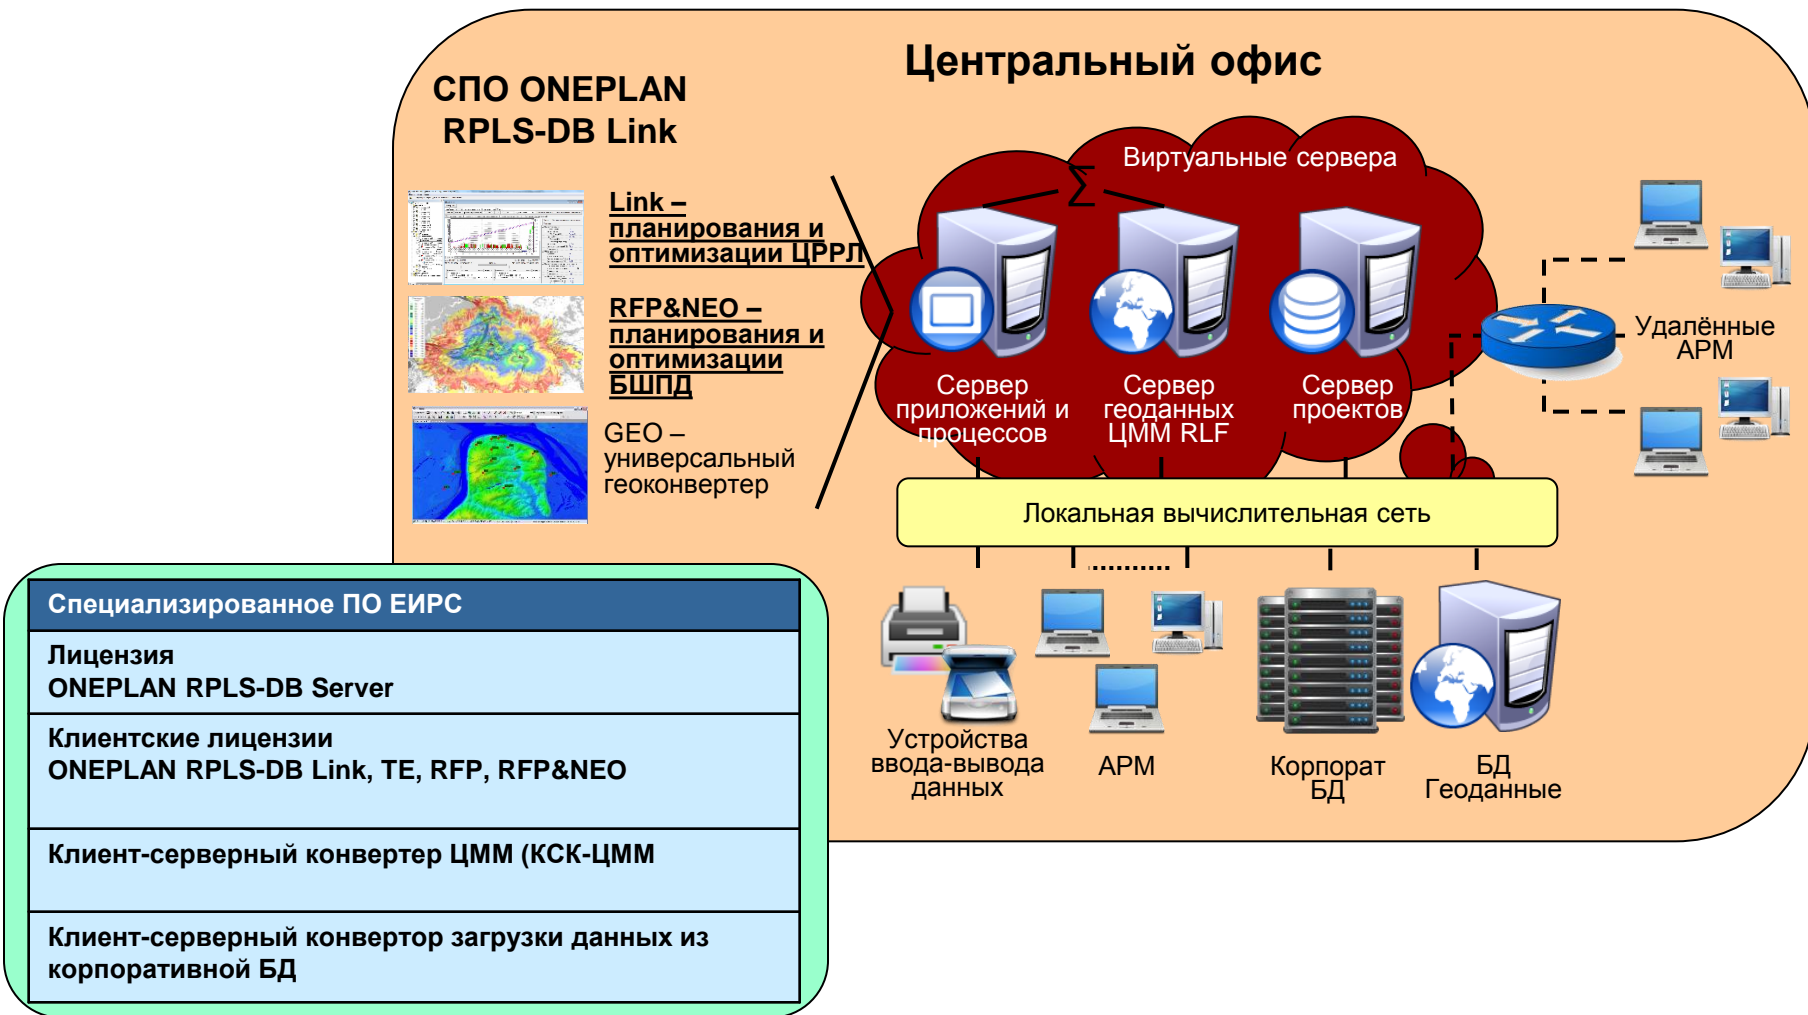 Центральный офис
СПО ONEPLAN
RPLS-DB Link
Link –
планирования и
оптимизации ЦРРЛ
RFP&NEO –
планирования и
оптимизации
БШПД
GEO –
универсальный
геоконвертер
Виртуальные сервера
Σ
Сервер
приложений и
процессов
Сервер
геоданных
ЦММ RLF
Сервер
проектов
Удалённые
АРМ
Локальная вычислительная сеть
Устройства
ввода-вывода
данных
АРМ
Корпорат
БД
БД
Геоданные
Специализированное ПО ЕИРС
Лицензия
ONEPLAN RPLS-DB Server
Клиентские лицензии
ONEPLAN RPLS-DB Link, TE, RFP, RFP&NEO
Клиент-серверный конвертер ЦММ (КСК-ЦММ
Клиент-серверный конвертор загрузки данных из
корпоративной БД